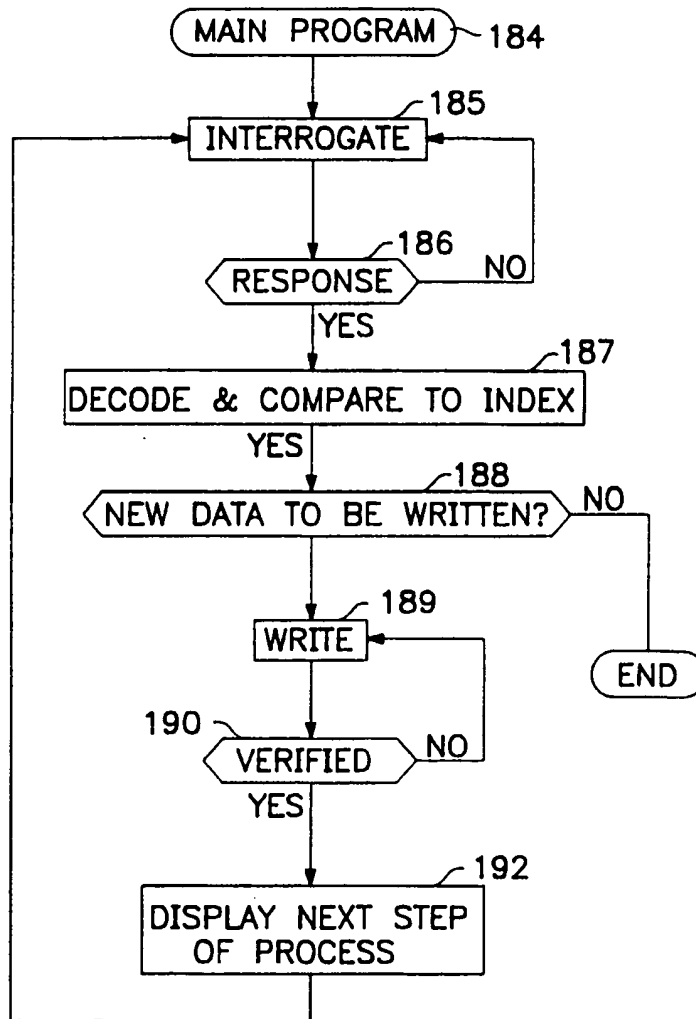 MAIN PROGRAM
184
185
INTERROGATE
186
RESPONSE
NO
YES
187
DECODE & COMPARE TO INDEX
YES
188
NEW DATA TO BE WRITTEN?
NO
189
WRITE
END
190
VERIFIED
NO
YES
192
DISPLAY NEXT STEP
OF PROCESS